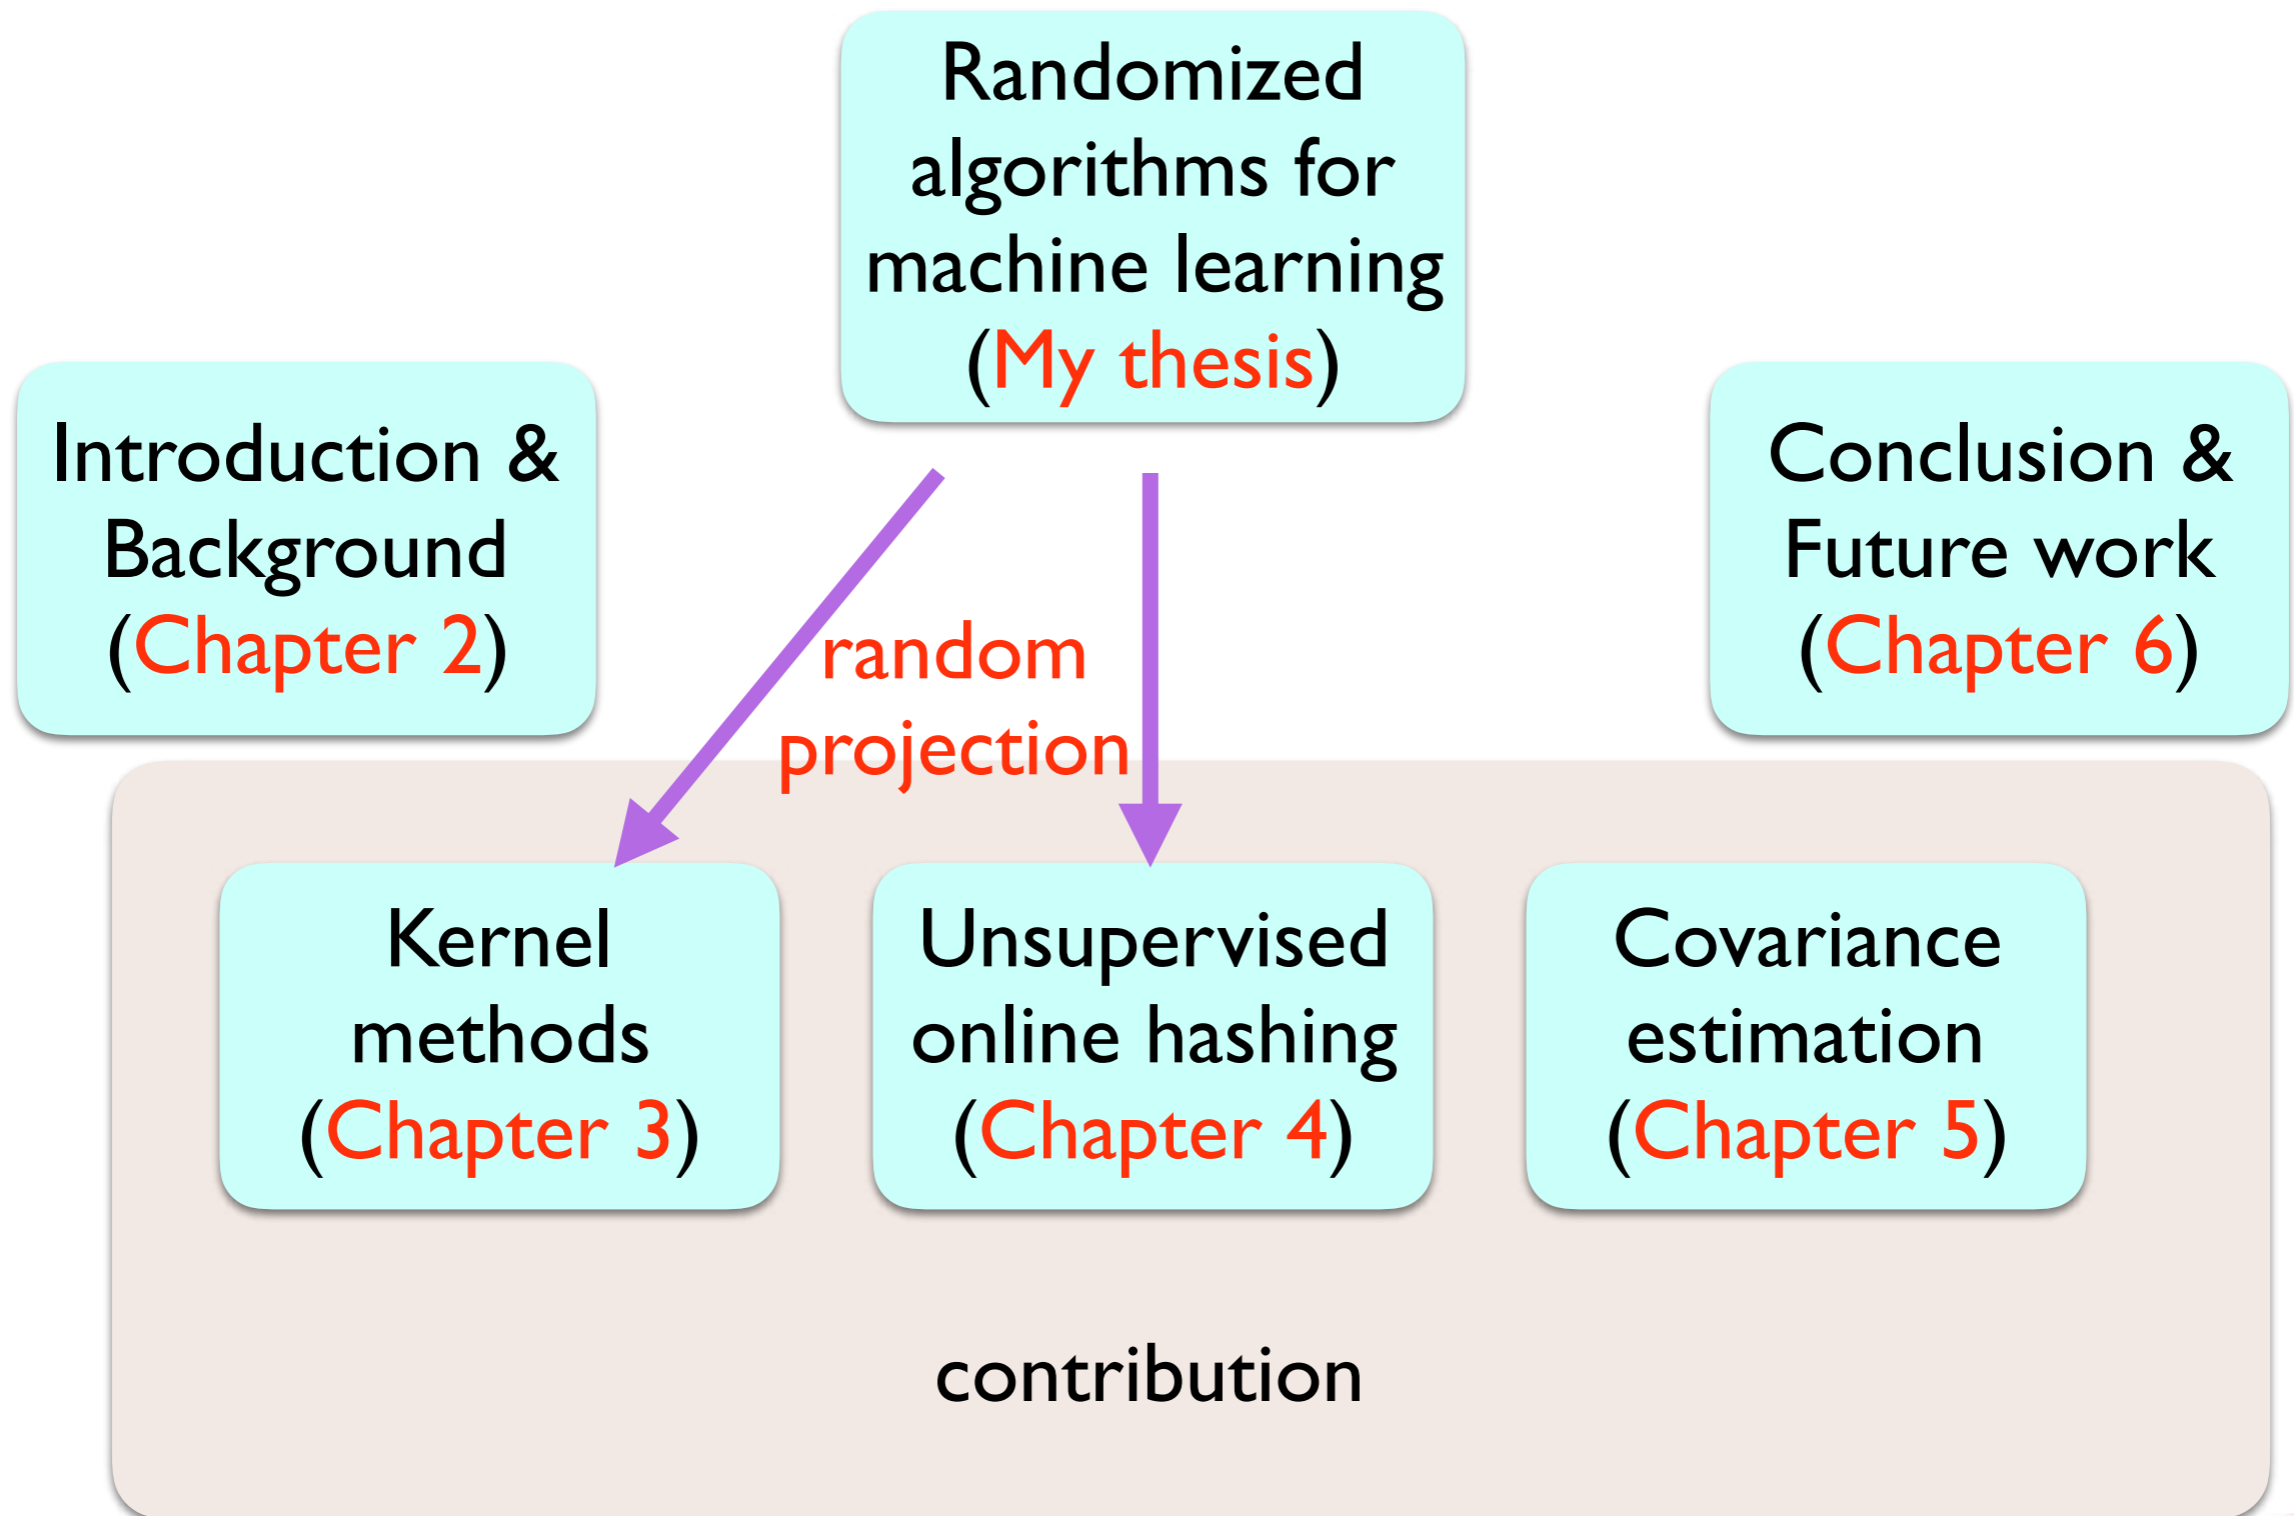 Randomized
algorithms for
machine learning
(My thesis)
Introduction &
Background
(Chapter 2)
Conclusion &
Future work
(Chapter 6)
random
projection
Kernel
methods
(Chapter 3)
Unsupervised
online hashing
(Chapter 4)
Covariance
estimation
(Chapter 5)
contribution